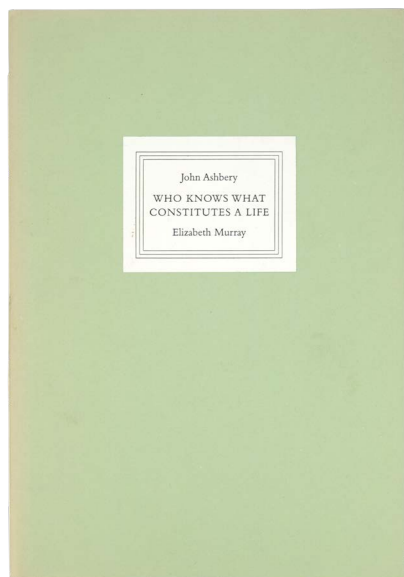 John Ashbery
WHO KNOWS WHAT
CONSTITUTES A LIFE
Elizabeth Murray